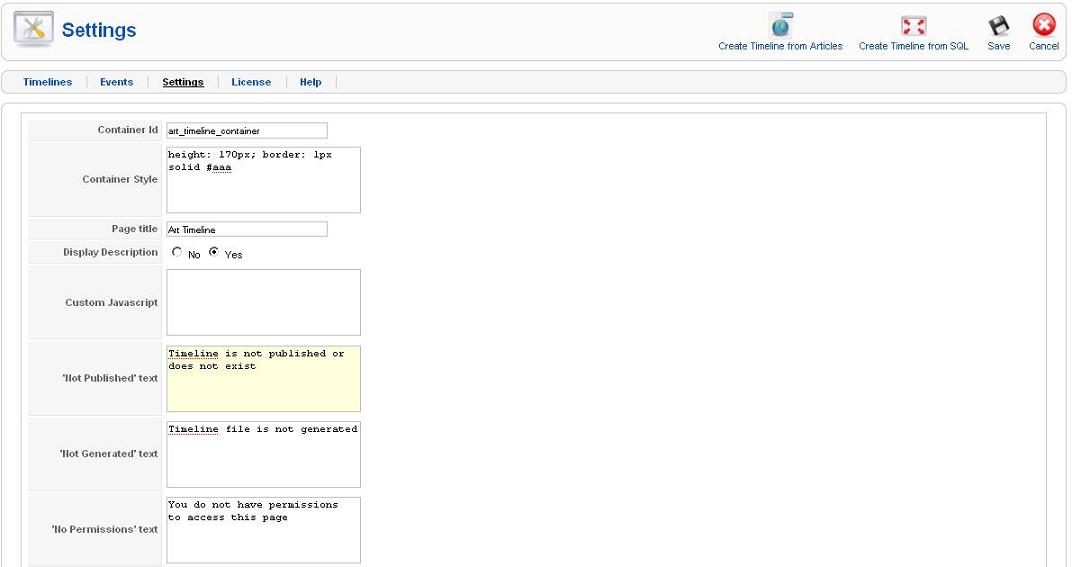 Settings
Create Timeline from Articles
Create Timeline from SQL
Save
Cancel
Timelines
Events
Settings
License
Help
Container Id
art_timeline_container
Container Style
height: 170px; border: 1px
solid #aaa
Page title
Art Timeline
Display Description
No
Yes
Custom Javascript
'Not Published' text
Timeline is not published or
does not exist
'Not Generated' text
Timeline file is not generated
'No Permissions' text
You do not have permissions
to access this page